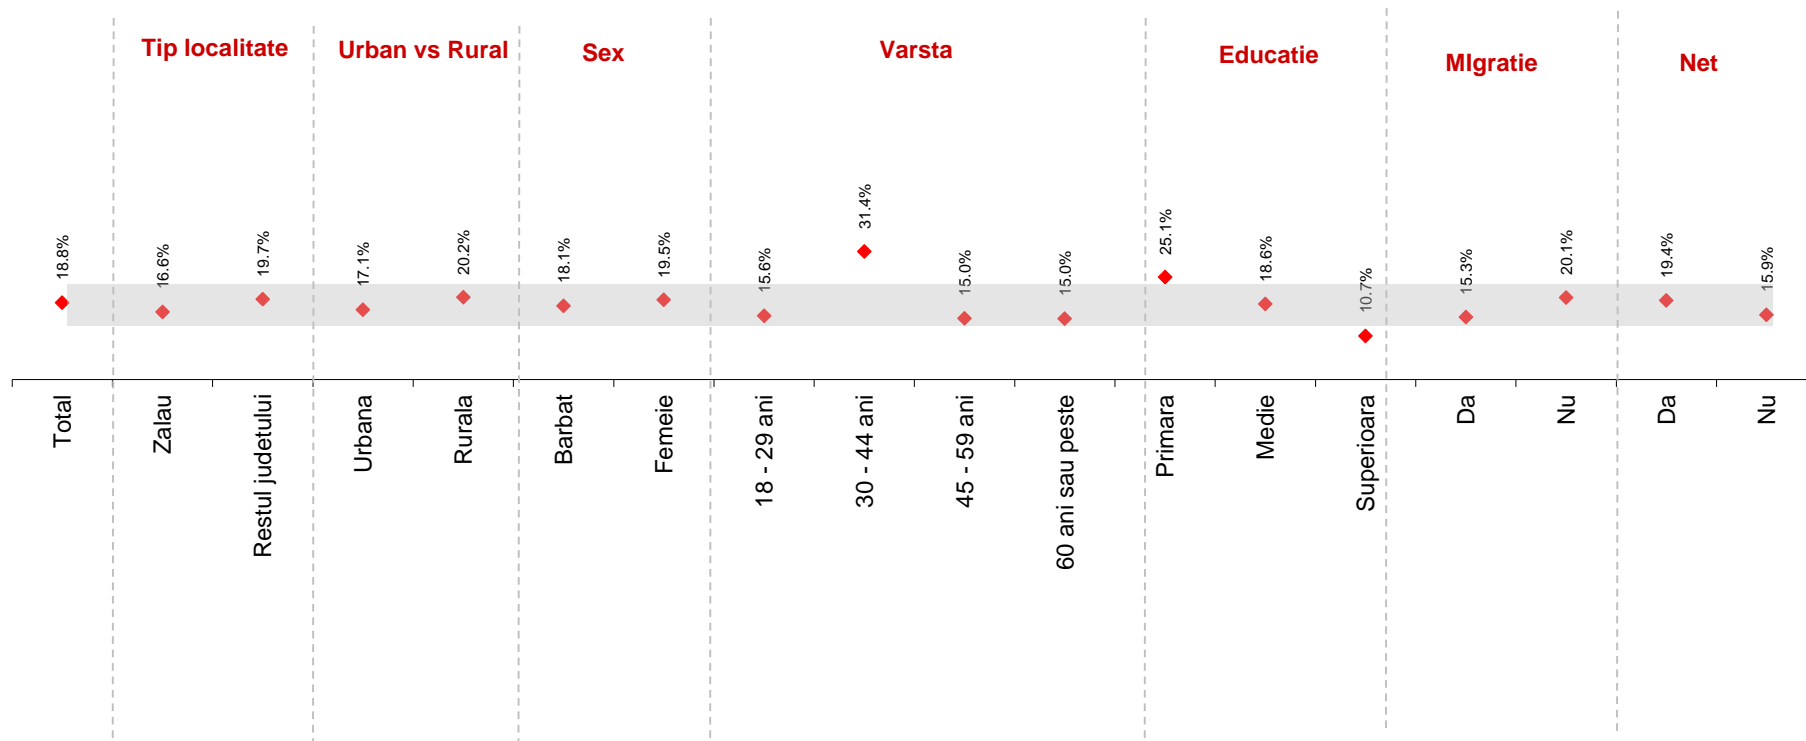 Tip localitate
Urban vs Rural
Sex
Varsta
Educatie
MIgratie
Net
18.8%
16.6%
19.7%
17.1%
20.2%
18.1%
19.5%
15.6%
31.4%
15.0%
15.0%
25.1%
18.6%
10.7%
15.3%
20.1%
19.4%
15.9%
Total
Zalau
Restul judetului
Urbana
Rurala
Barbat
Femeie
18 - 29 ani
30 - 44 ani
45 - 59 ani
60 ani sau peste
Primara
Medie
Superioara
Da
Nu
Da
Nu